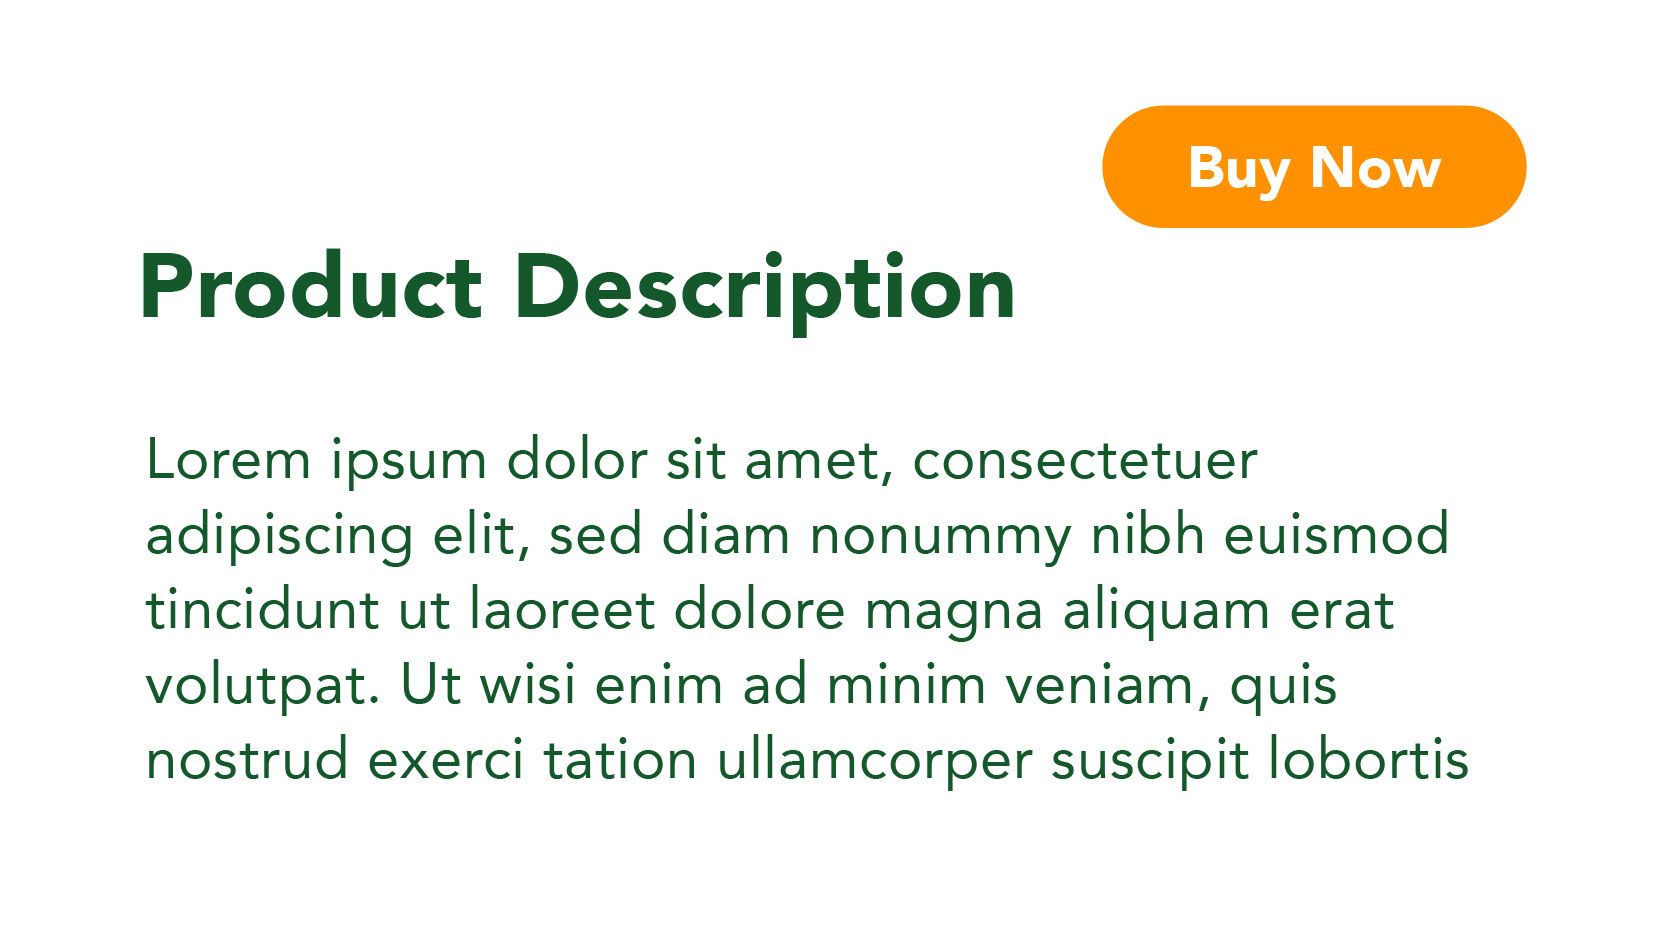 Buy Now
Product Description
Lorem ipsum dolor sit amet, consectetuer
adipiscing elit, sed diam nonummy nibh euismod
tincidunt ut laoreet dolore magna aliquam erat
volutpat. Ut wisi enim ad minim veniam, quis
nostrud exerci tation ullamcorper suscipit lobortis